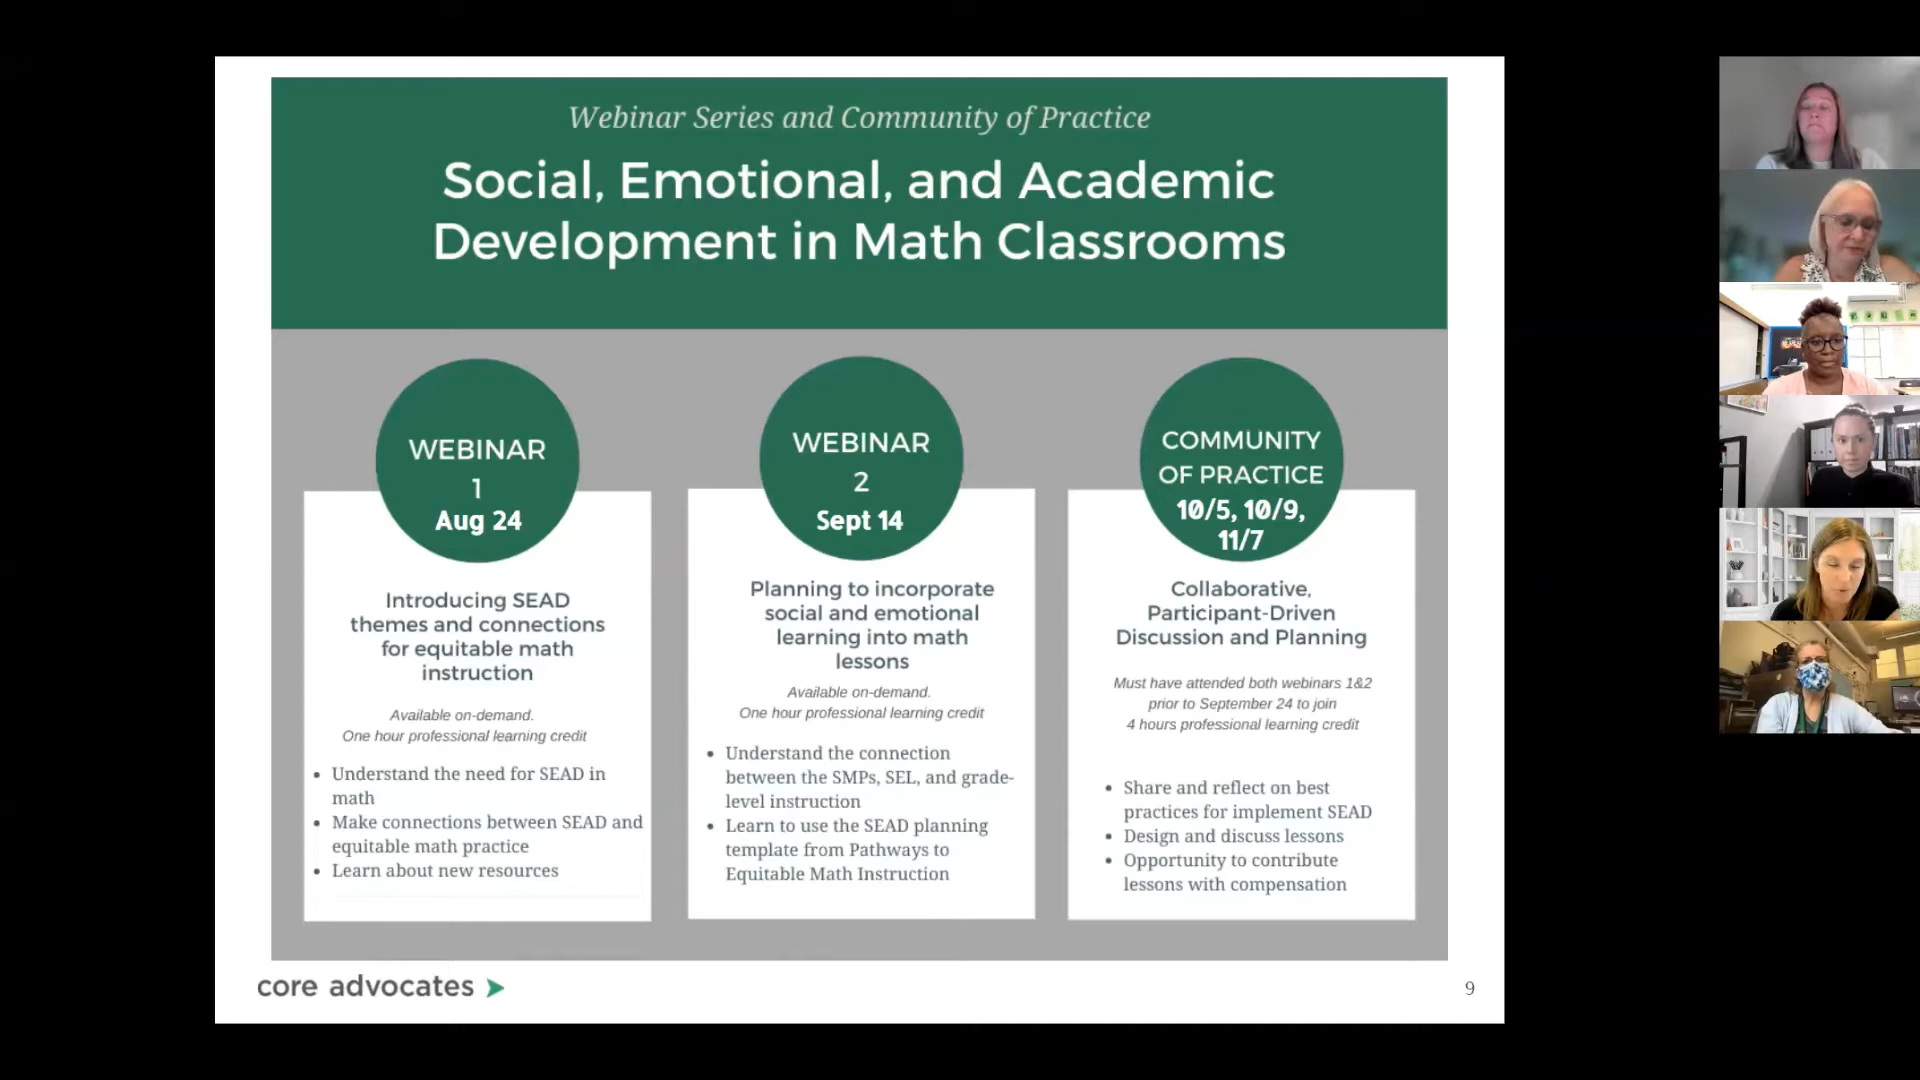 Webinar Series and Community of Practice
Social, Emotional, and Academic
Development in Math Classrooms
WEBINAR
1
Aug 24
Introducing SEAD
themes and connections
for equitable math
instruction
Available on-demand.
One hour professional learning credit
• Understand the need for SEAD in
math
• Make connections between SEAD and
equitable math practice
• Learn about new resources
WEBINAR
2
Sept 14
Planning to incorporate
social and emotional
learning into math
lessons
Available on-demand.
One hour professional learning credit
• Understand the connection
between the SMPs, SEL, and grade-
level instruction
• Learn to use the SEAD planning
template from Pathways to
Equitable Math Instruction
COMMUNITY
OF PRACTICE
10/5, 10/9,
11/7
Collaborative,
Participant-Driven
Discussion and Planning
Must have attended both webinars 1&2
prior to September 24 to join
4 hours professional learning credit
• Share and reflect on best
practices for implement SEAD
• Design and discuss lessons
• Opportunity to contribute
lessons with compensation
core advocates
9